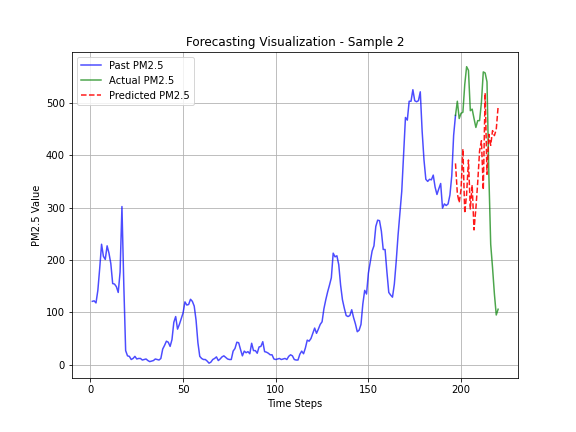 Forecasting Visualization - Sample 2
Past PM2.5
Actual PM2.5
Predicted PM2.5
PM2.5 Value
500
400
300
200
100
0
0 50 100 150 200
Time Steps